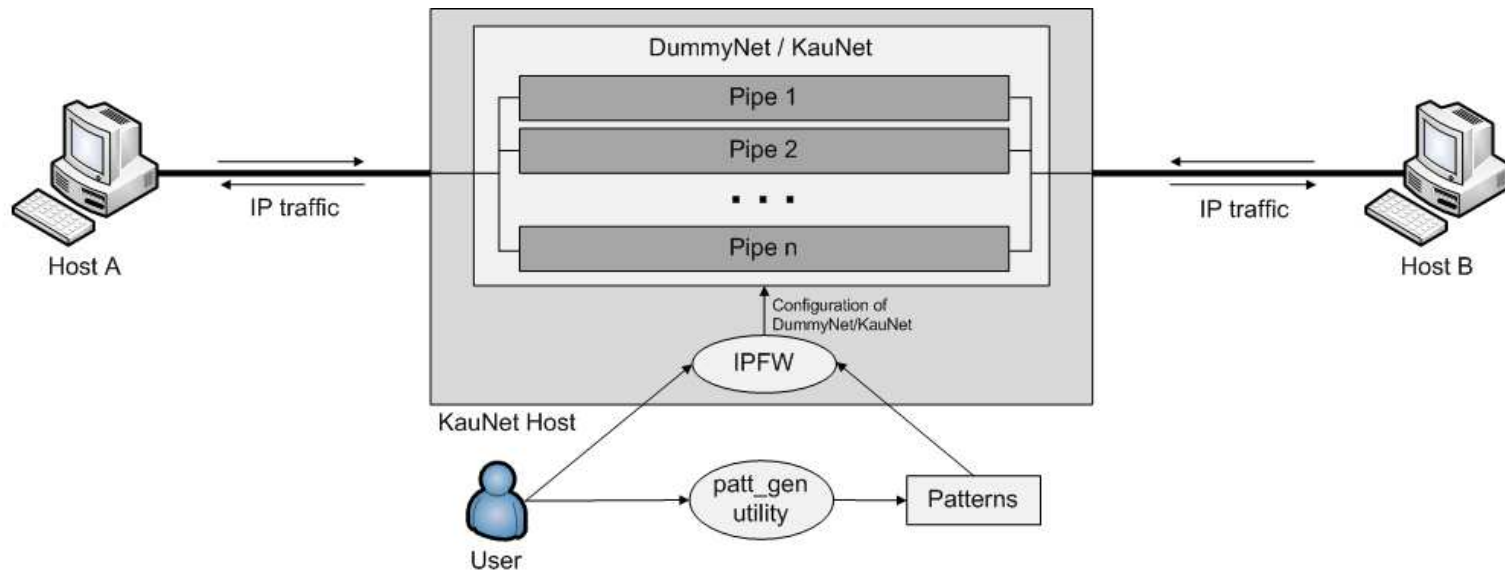 DummyNet / KauNet
Pipe 1
Pipe 2
. . .
Pipe n
IP traffic
IP traffic
Host A
Host B
Configuration of
DummyNet/KauNet
IPFW
KauNet Host
patt_gen
utility
Patterns
User